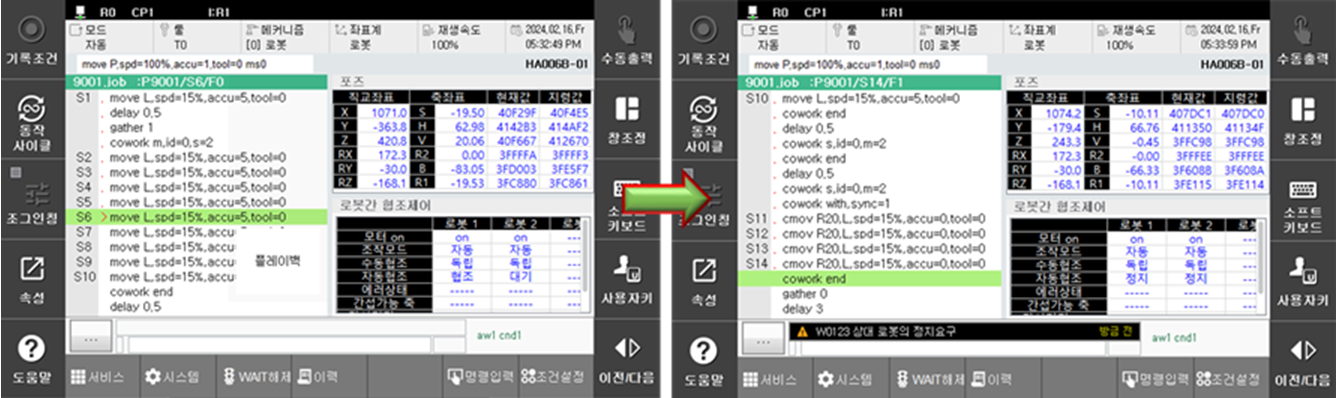 R0 CP1 I:R1
기록조건
모드
자동
툴
T0
메커니즘
[0] 로봇
좌표계
로봇
재생속도
100%
2024,02,16,Fr
05:32:49 PM
수동출력
move P,spd=100%,accu=1,tool=0 ms0
HA006B-01
9001.job :P9001/S6/F0
S1 move L,spd=15%,accu=5,tool=0
delay 0,5
gather 1
cowork m,id=0,s=2
S2 move L,spd=15%,accu=5,tool=0
S3 move L,spd=15%,accu=5,tool=0
S4 move L,spd=15%,accu=5,tool=0
S5 move L,spd=15%,accu=5,tool=0
S6 >move L,spd=15%,accu=5,tool=0
S7 move L,spd=15%,accu
S8 move L,spd=15%,accu
S9 move L,spd=15%,accu
S10 move L,spd=15%,accu
cowork end
delay 0,5
플레이백
포즈
직교좌표 축좌표 현재값 지령값
X 1071.0 S -19.50 40F29F 40F4E5
Y -363.8 H 62.98 414283 414AF2
Z 420.8 V 20.06 40F667 412670
RX 172.3 R2 0.00 3FFFFA 3FFFF3
RY -30.0 B -83.05 3FD003 3FE5F7
RZ -168.1 R1 -19.53 3FC880 3FC861
로봇간 협조제어
로봇 1 로봇 2
모터 on on on ---
조작모드 자동 자동 ---
수동협조 독립 독립 ---
자동협조 협조 대기 ---
에러상태 ----- -----
간섭가능 축 ----- -----
동작
사이클
조그인칭
속성
도움말
창조정
소프트
키보드
사용자키
이전/다음
...
aw1 cnd1
서비스 시스템 WAIT해제 이력 명령입력 조건설정
R0 CP1 I:R1
기록조건
모드
자동
툴
T0
메커니즘
[0] 로봇
좌표계
로봇
재생속도
100%
2024,02,16,Fr
05:33:59 PM
수동출력
move P,spd=100%,accu=1,tool=0 ms0
HA006B-01
9001.job :P9001/S14/F1
S10 move L,spd=15%,accu=5,tool=0
cowork end
delay 0,5
cowork s,id=0,m=2
cowork end
delay 0,5
cowork s,id=0,m=2
cowork with,sync=1
S11 cmov R20,L,spd=15%,accu=0,tool=0
S12 cmov R20,L,spd=15%,accu=0,tool=0
S13 cmov R20,L,spd=15%,accu=0,tool=0
S14 cmov R20,L,spd=15%,accu=0,tool=0
cowork end
gather 0
delay 3
포즈
직교좌표 축좌표 현재값 지령값
X 1074.2 S -10.11 407DC1 407DC0
Y -179.4 H 66.76 411350 41134F
Z 243.3 V -0.45 3FFC98 3FFC98
RX 172.3 R2 -0.00 3FFFEE 3FFFEE
RY -30.0 B -66.33 3F608B 3F608A
RZ -168.1 R1 -10.11 3FE115 3FE114
로봇간 협조제어
로봇 1 로봇 2
모터 on on on ---
조작모드 자동 자동 ---
수동협조 독립 독립 ---
자동협조 정지 정지 ---
에러상태 ----- -----
간섭가능 축 ----- -----
동작
사이클
그인칭
속성
도움말
창조정
소프트
키보드
사용자키
이전/다음
...
W0123 상대 로봇의 정지요구 방금 전
aw1 cnd1
서비스 시스템 WAIT해제 이력 명령입력 조건설정